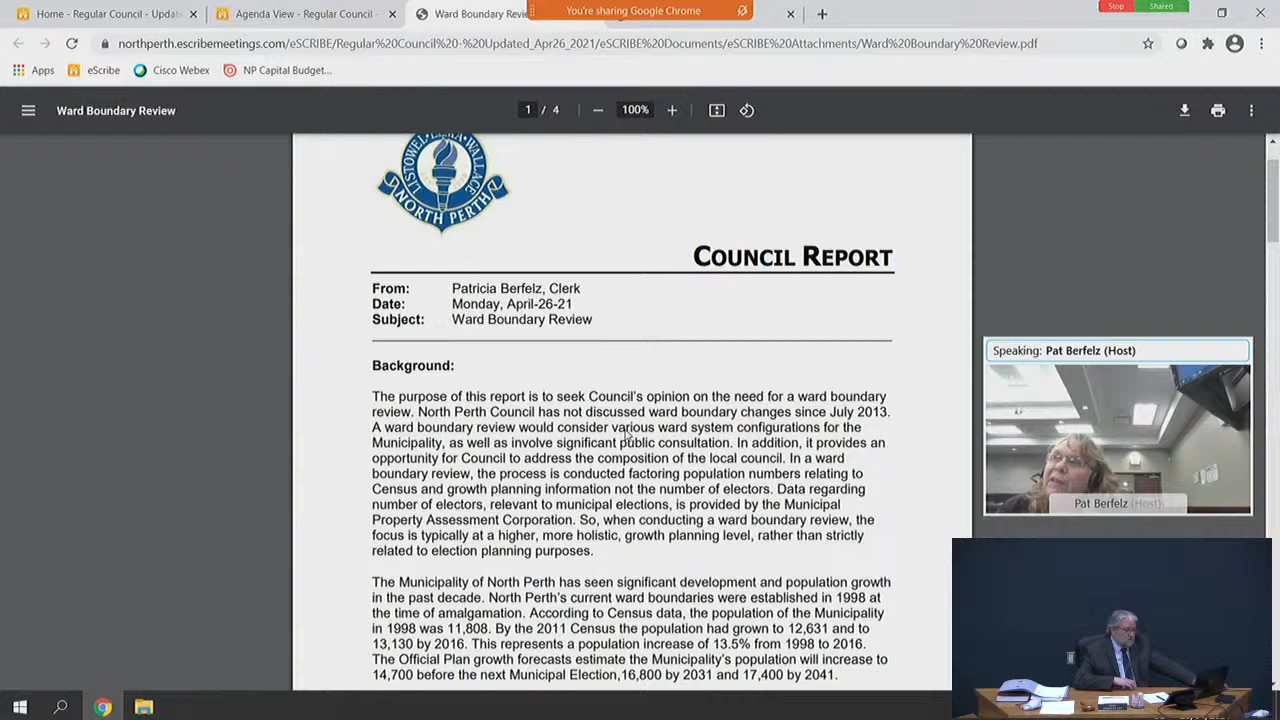 Home - Regular Council - Updat
Agenda View - Regular Council -
Ward Boundary Revie
You're sharing Google Chrome
Stop
Shared
northperth.escribemeetings.com/eSCRIBE/Regular%20Council%20-%20Updated_Apr26_2021/eSCRIBE%20Documents/eSCRIBE%20Attachments/Ward%20Boundary%20Review.pdf
Apps
eScribe
Cisco Webex
NP Capital Budget...
Ward Boundary Review
1 / 4
100%
LISTOWEL·ELMA·WALLACE
NORTH PERTH
COUNCIL REPORT
From: Patricia Berfelz, Clerk
Date: Monday, April-26-21
Subject: Ward Boundary Review
Background:
The purpose of this report is to seek Council's opinion on the need for a ward boundary
review. North Perth Council has not discussed ward boundary changes since July 2013.
A ward boundary review would consider various ward system configurations for the
Municipality, as well as involve significant public consultation. In addition, it provides an
opportunity for Council to address the composition of the local council. In a ward
boundary review, the process is conducted factoring population numbers relating to
Census and growth planning information not the number of electors. Data regarding
number of electors, relevant to municipal elections, is provided by the Municipal
Property Assessment Corporation. So, when conducting a ward boundary review, the
focus is typically at a higher, more holistic, growth planning level, rather than strictly
related to election planning purposes.
The Municipality of North Perth has seen significant development and population growth
in the past decade. North Perth's current ward boundaries were established in 1998 at
the time of amalgamation. According to Census data, the population of the Municipality
in 1998 was 11,808. By the 2011 Census the population had grown to 12,631 and to
13,130 by 2016. This represents a population increase of 13.5% from 1998 to 2016.
The Official Plan growth forecasts estimate the Municipality's population will increase to
14,700 before the next Municipal Election,16,800 by 2031 and 17,400 by 2041.
Speaking: Pat Berfelz (Host)
Pat Berfelz (Host)